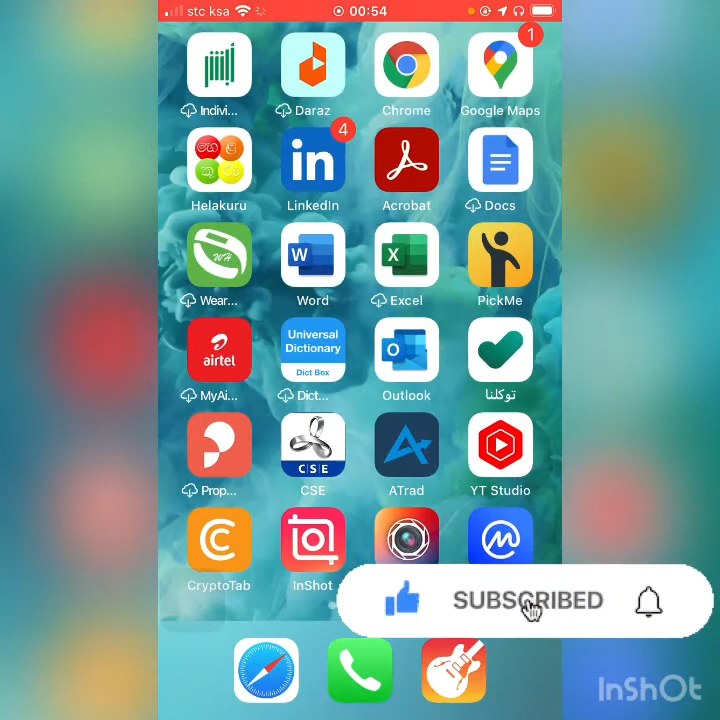 stc ksa 00:54
1
Indivi... Daraz Chrome Google Maps
හෙ ළ
කු රු
in 4
Helakuru LinkedIn Acrobat Docs
WH W X
Wear... Word Excel PickMe
airtel Universal
Dictionary
Dict Box O
MyAi... Dict... Outlook توكلنا
CSE
Prop... CSE ATrad YT Studio
CryptoTab InShot
SUBSCRIBED
InShOt